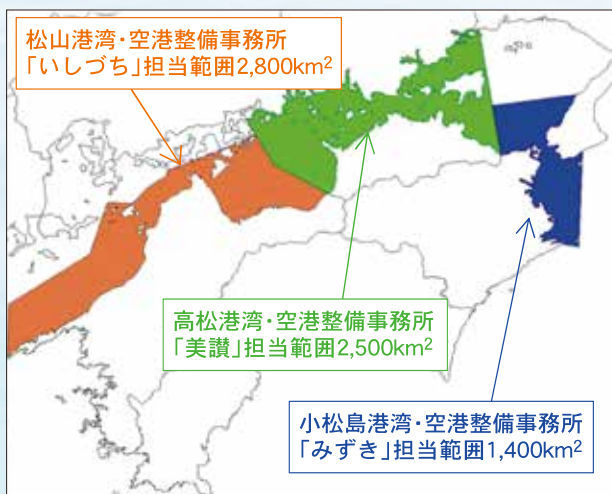 松山港湾・空港整備事務所
「いしづち」担当範囲2,800km²
高松港湾・空港整備事務所
「美讃」担当範囲2,500km²
小松島港湾・空港整備事務所
「みずき」担当範囲1,400km²